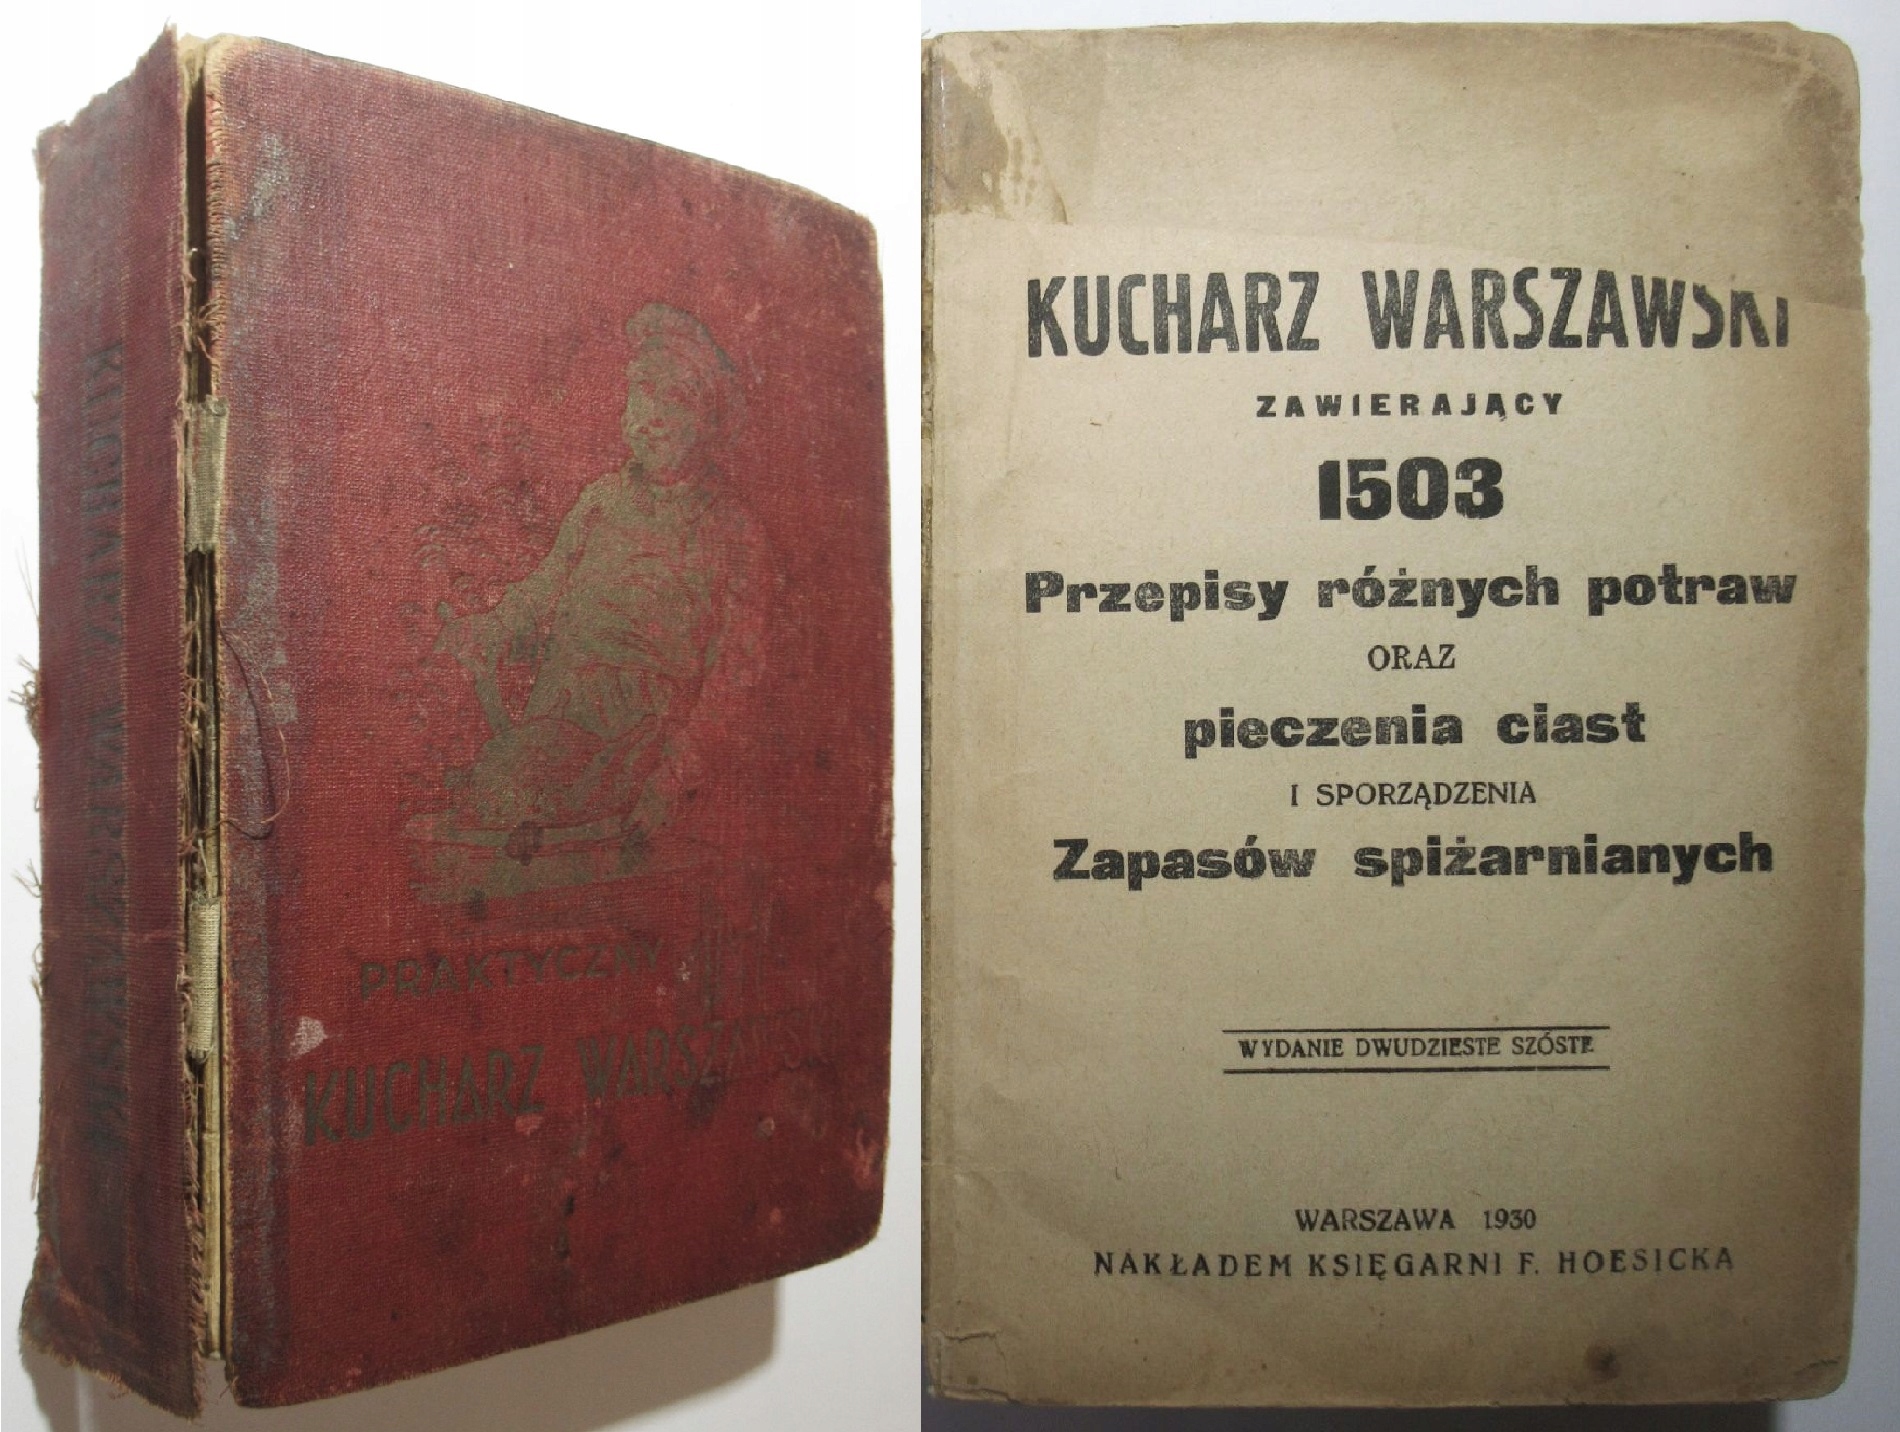 KUCHARZ WARSZAWSKI
PRAKTYCZNY
KUCHARZ WARSZAWSKI
KUCHARZ WARSZAWSKI
ZAWIERAJĄCY
1503
Przepisy różnych potraw
ORAZ
pieczenia ciast
I SPORZĄDZENIA
Zapasów spiżarnianych
WYDANIE DWUDZIESTE SZÓSTE
WARSZAWA 1930
NAKŁADEM KSIĘGARNI F. HOESICKA